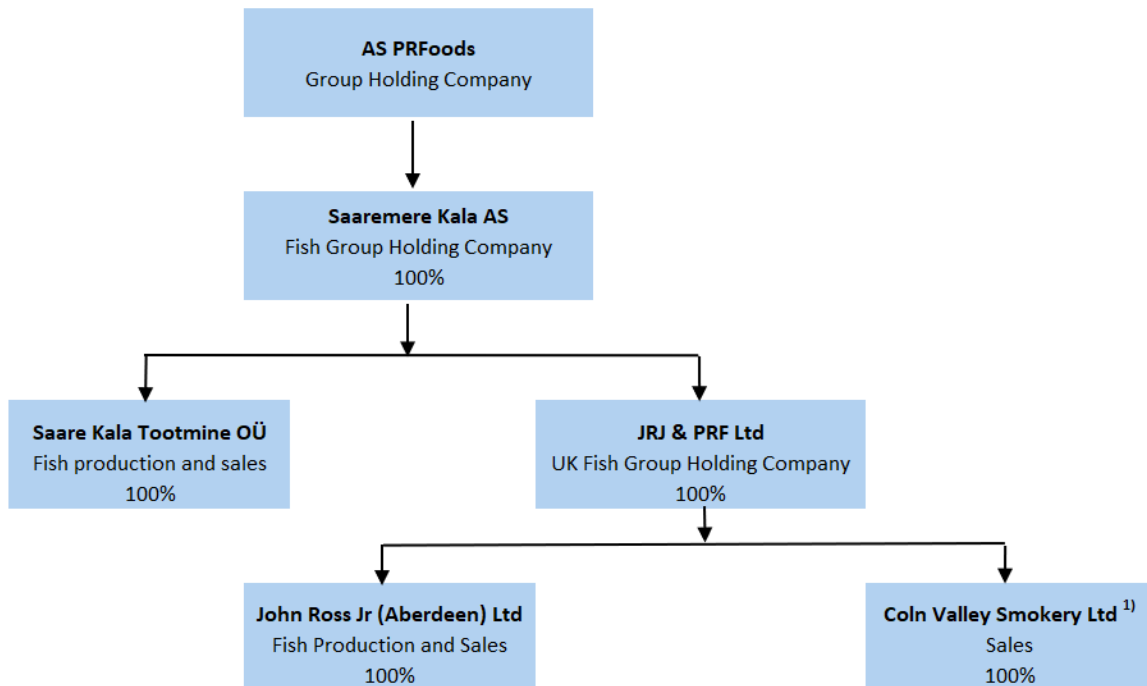 AS PRFoods
Group Holding Company
Saaremere Kala AS
Fish Group Holding Company
100%
Saare Kala Tootmine OÜ
Fish production and sales
100%
JRJ & PRF Ltd
UK Fish Group Holding Company
100%
John Ross Jr (Aberdeen) Ltd
Fish Production and Sales
100%
Coln Valley Smokery Ltd 1)
Sales
100%